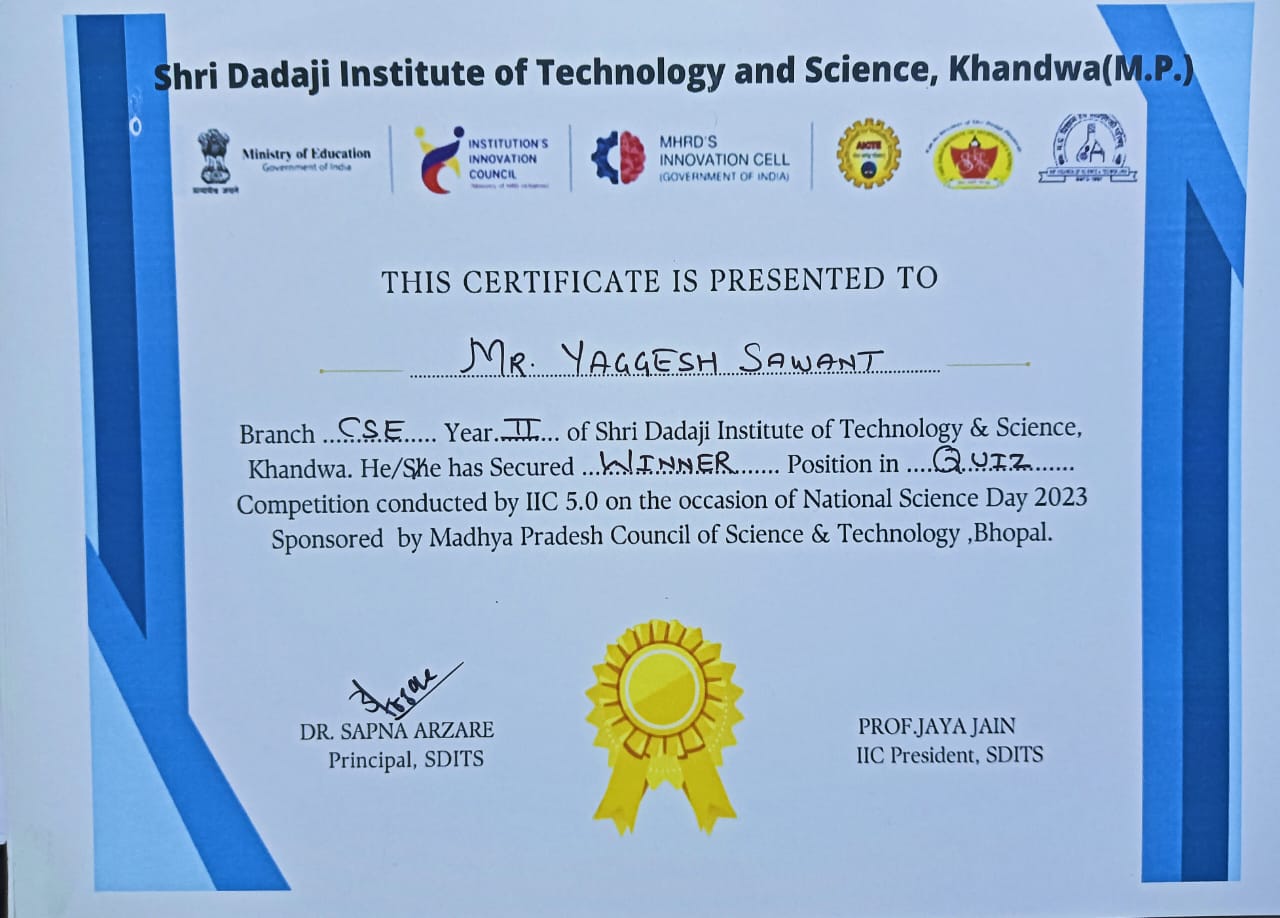 Shri Dadaji Institute of Technology and Science, Khandwa(M.P.)
Ministry of Education
Government of India
INSTITUTION'S
INNOVATION
COUNCIL
MHRD'S
INNOVATION CELL
(GOVERNMENT OF INDIA)
AICTE
THIS CERTIFICATE IS PRESENTED TO
MR. YAGGESH SAWANT
Branch ...C.S.E..... Year..II... of Shri Dadaji Institute of Technology & Science,
Khandwa. He/She has Secured ...WINNER....... Position in ....QUIZ.......
Competition conducted by IIC 5.0 on the occasion of National Science Day 2023
Sponsored by Madhya Pradesh Council of Science & Technology ,Bhopal.
DR. SAPNA ARZARE
Principal, SDITS
PROF.JAYA JAIN
IIC President, SDITS